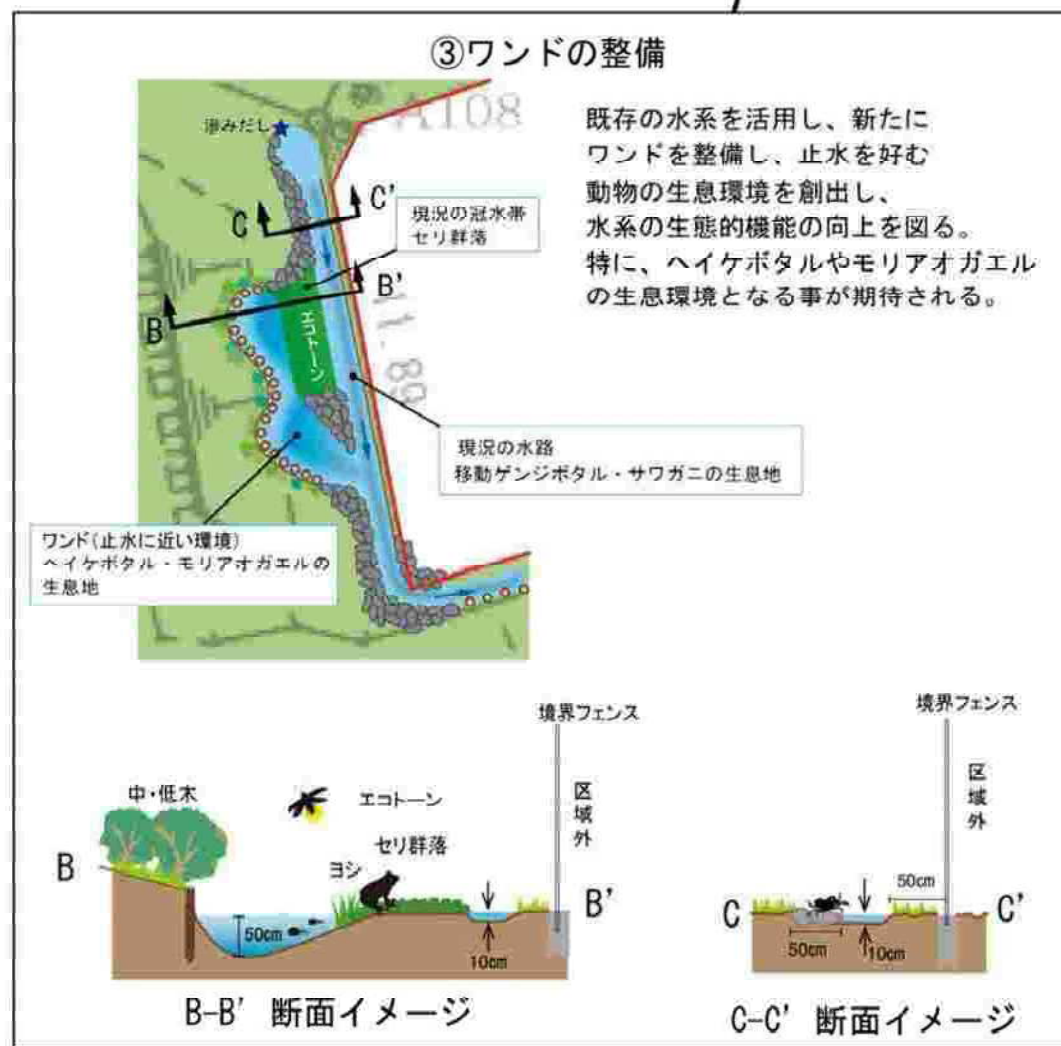 ③ワンドの整備
既存の水系を活用し、新たに
ワンドを整備し、止水を好む
動物の生息環境を創出し、
水系の生態的機能の向上を図る。
特に、ヘイケボタルやモリアオガエル
の生息環境となる事が期待される。
A108
滲みだし
C
C'
現況の冠水帯
セリ群落
B
B'
エコトーン
11.89
現況の水路
移動ゲンジボタル・サワガニの生息地
ワンド(止水に近い環境)
ヘイケボタル・モリアオガエルの
生息地
境界フェンス
中・低木
エコトーン
区域外
セリ群落
ヨシ
B
B'
50cm
10cm
B-B' 断面イメージ
境界フェンス
区域外
50cm
C
C'
50cm
10cm
C-C' 断面イメージ